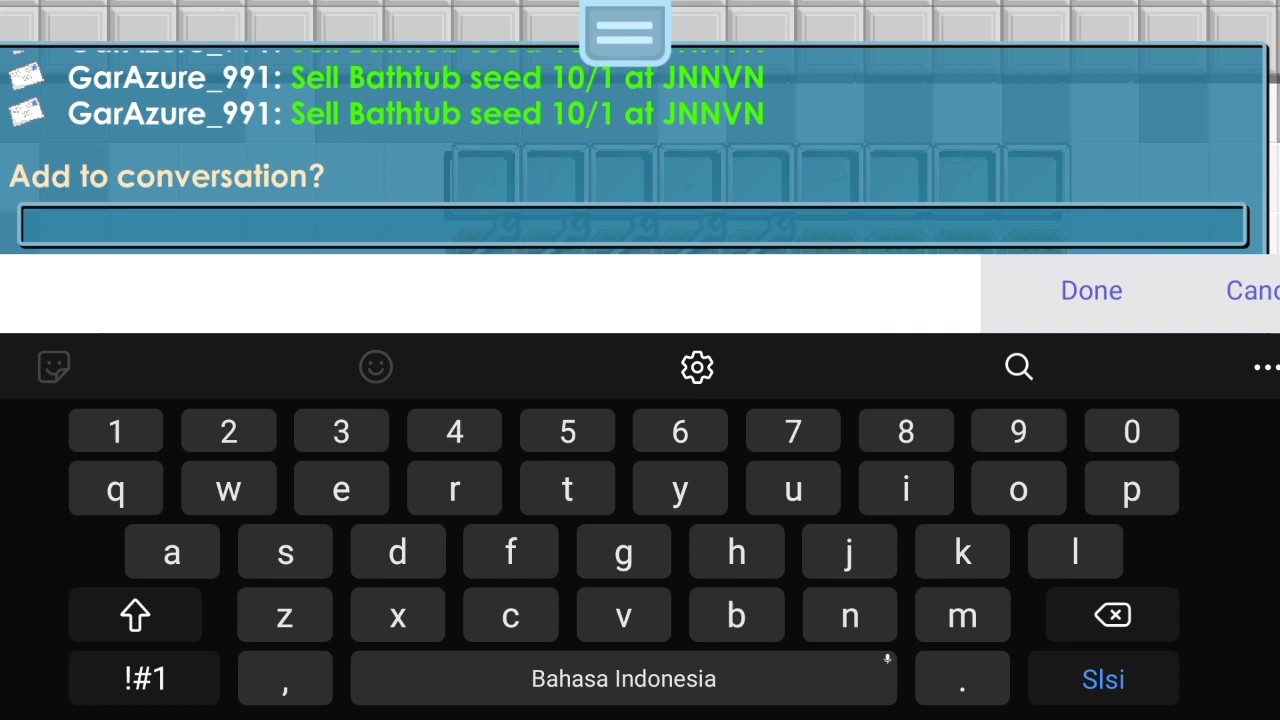 GarAzure_991: Sell Bathtub seed 10/1 at JNNVN
GarAzure_991: Sell Bathtub seed 10/1 at JNNVN
Add to conversation?
Done Canc
1 2 3 4 5 6 7 8 9 0
q w e r t y u i o p
a s d f g h j k l
z x c v b n m
!#1 , Bahasa Indonesia . Slsi